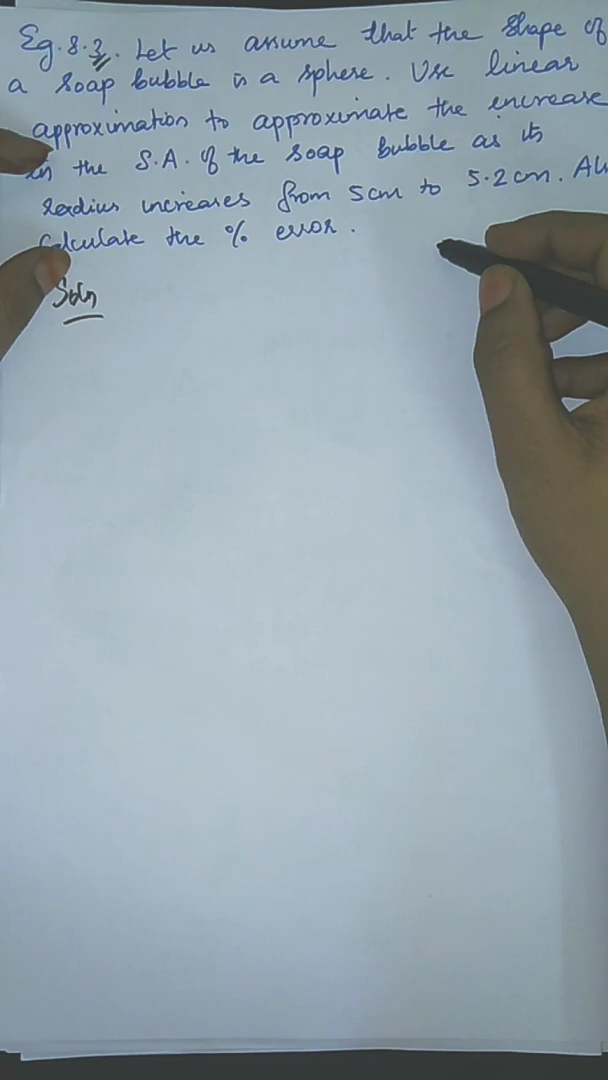 Eg. 8.3. Let us assume that the shape of
a soap bubble is a sphere. Use linear
approximation to approximate the increase
in the S.A. of the soap bubble as its
radius increases from 5cm to 5.2cm. Al
Calculate the % error.
Soln